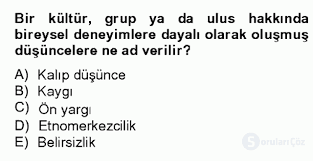 Bir kültür, grup ya da ulus hakkında
bireysel deneyimlere dayalı olarak oluşmuş
düşüncelere ne ad verilir?
A) Kalıp düşünce
B) Kaygı
C) Ön yargı
D) Etnomerkezcilik
E) Belirsizlik
SorularıÇöz